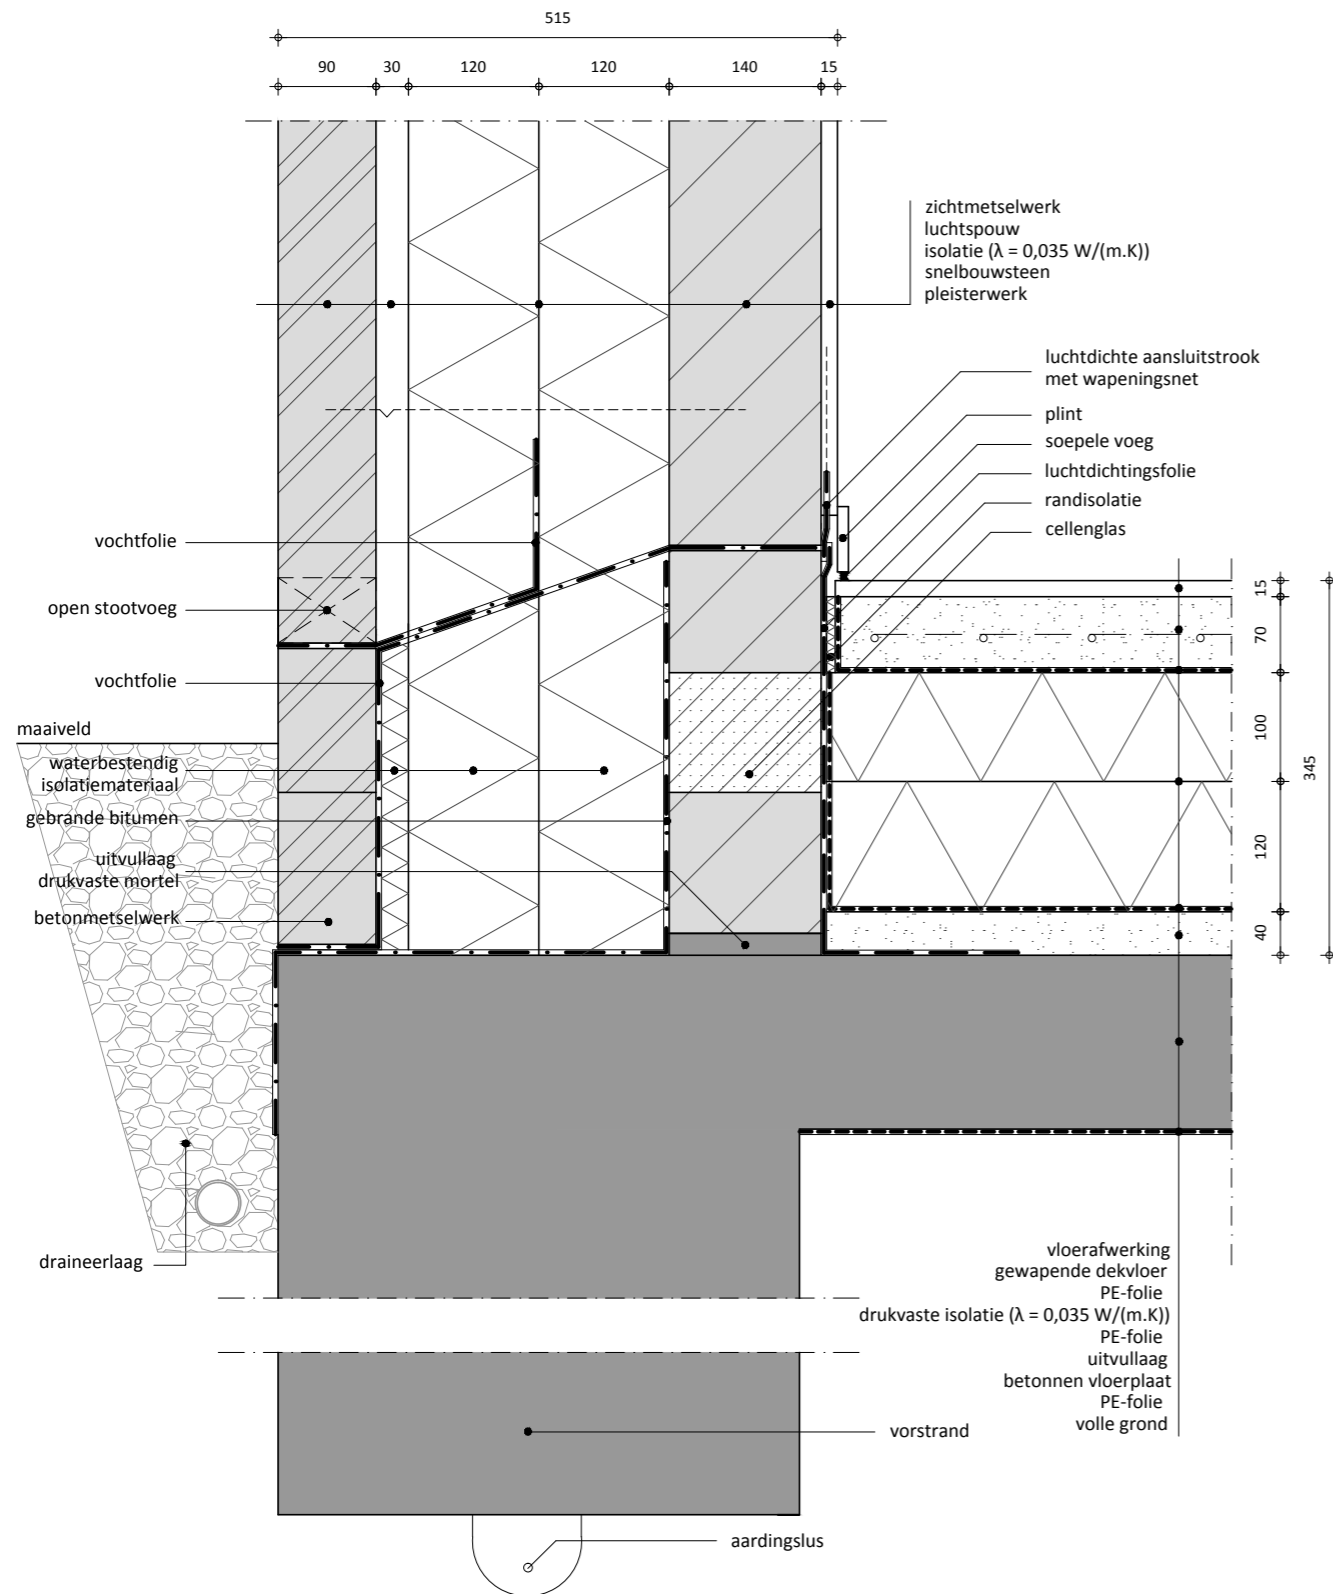 515
90
30
120
120
140
15
zichtmetselwerk
luchtspouw
isolatie (λ = 0,035 W/(m.K))
snelbouwsteen
pleisterwerk
luchtdichte aansluitstrook
met wapeningsnet
plint
soepele voeg
luchtdichtingsfolie
randisolatie
cellenglas
vochtfolie
open stootvoeg
vochtfolie
maaiveld
waterbestendig
isolatiemateriaal
gebrande bitumen
uitvullaag
drukvaste mortel
betonmetselwerk
draineerlaag
15
70
100
120
40
345
vloerafwerking
gewapende dekvloer
PE-folie
drukvaste isolatie (λ = 0,035 W/(m.K))
PE-folie
uitvullaag
betonnen vloerplaat
PE-folie
volle grond
vorstrand
aardingslus